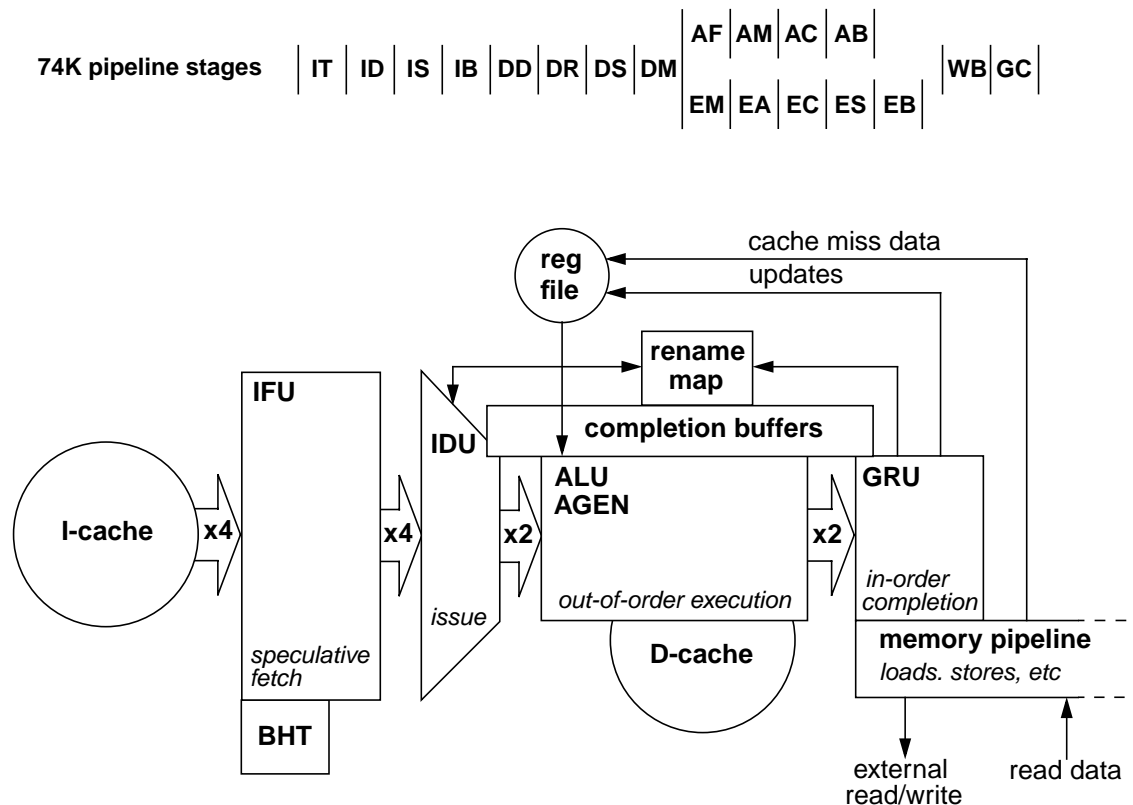 AF AM AC AB
74K pipeline stages IT ID IS IB DD DR DS DM WB GC
EM EA EC ES EB
cache miss data
reg
file
updates
rename
map
IFU
IDU
completion buffers
ALU
AGEN
GRU
I-cache
x4
x4
x2
x2
issue
out-of-order execution
in-order
completion
speculative
fetch
D-cache
memory pipeline
loads. stores, etc
BHT
external
read/write
read data